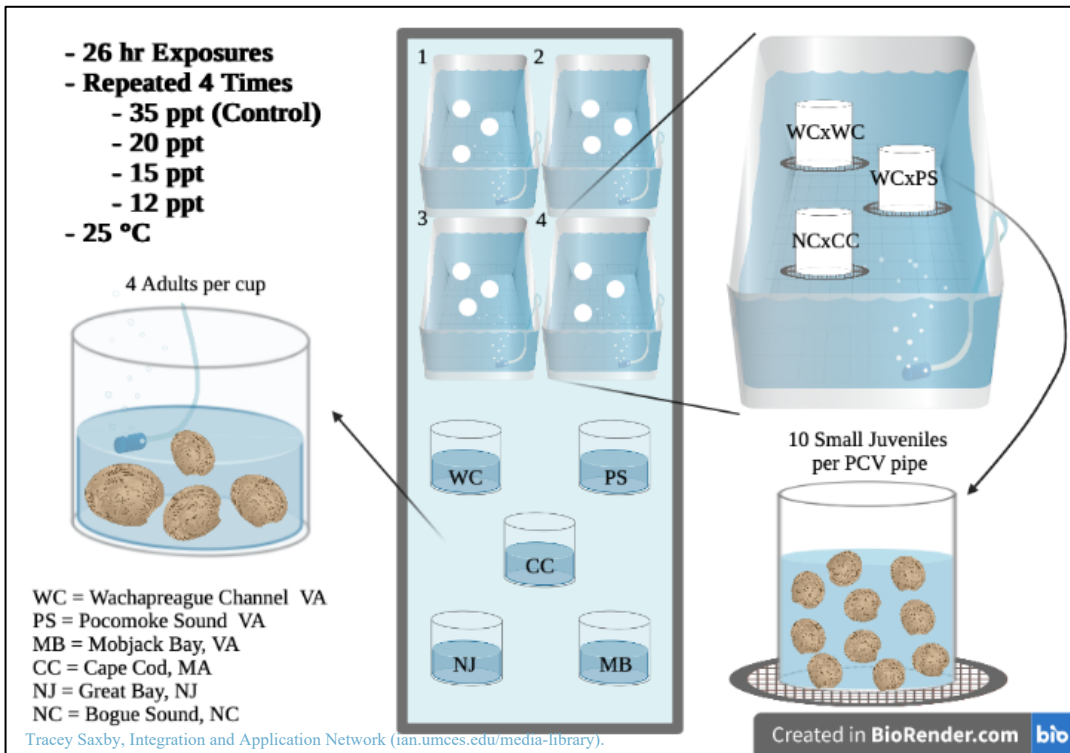 - 26 hr Exposures
- Repeated 4 Times
- 35 ppt (Control)
- 20 ppt
- 15 ppt
- 12 ppt
- 25 °C
4 Adults per cup
1
2
3
4
WC
PS
CC
NJ
MB
WCxWC
WCxPS
NCxCC
10 Small Juveniles
per PCV pipe
WC = Wachapreague Channel VA
PS = Pocomoke Sound VA
MB = Mobjack Bay, VA
CC = Cape Cod, MA
NJ = Great Bay, NJ
NC = Bogue Sound, NC
Tracey Saxby, Integration and Application Network (ian.umces.edu/media-library).
Created in BioRender.com bio